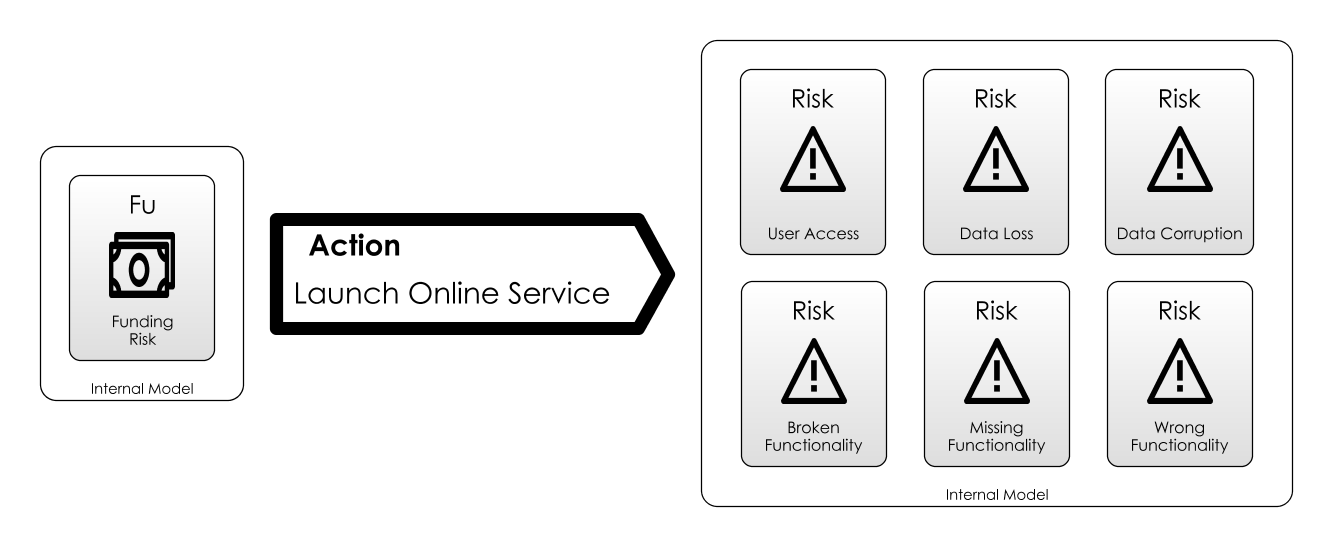 Fu
Funding
Risk
Internal Model
Action
Launch Online Service
Risk
User Access
Risk
Data Loss
Risk
Data Corruption
Risk
Broken
Functionality
Risk
Missing
Functionality
Risk
Wrong
Functionality
Internal Model